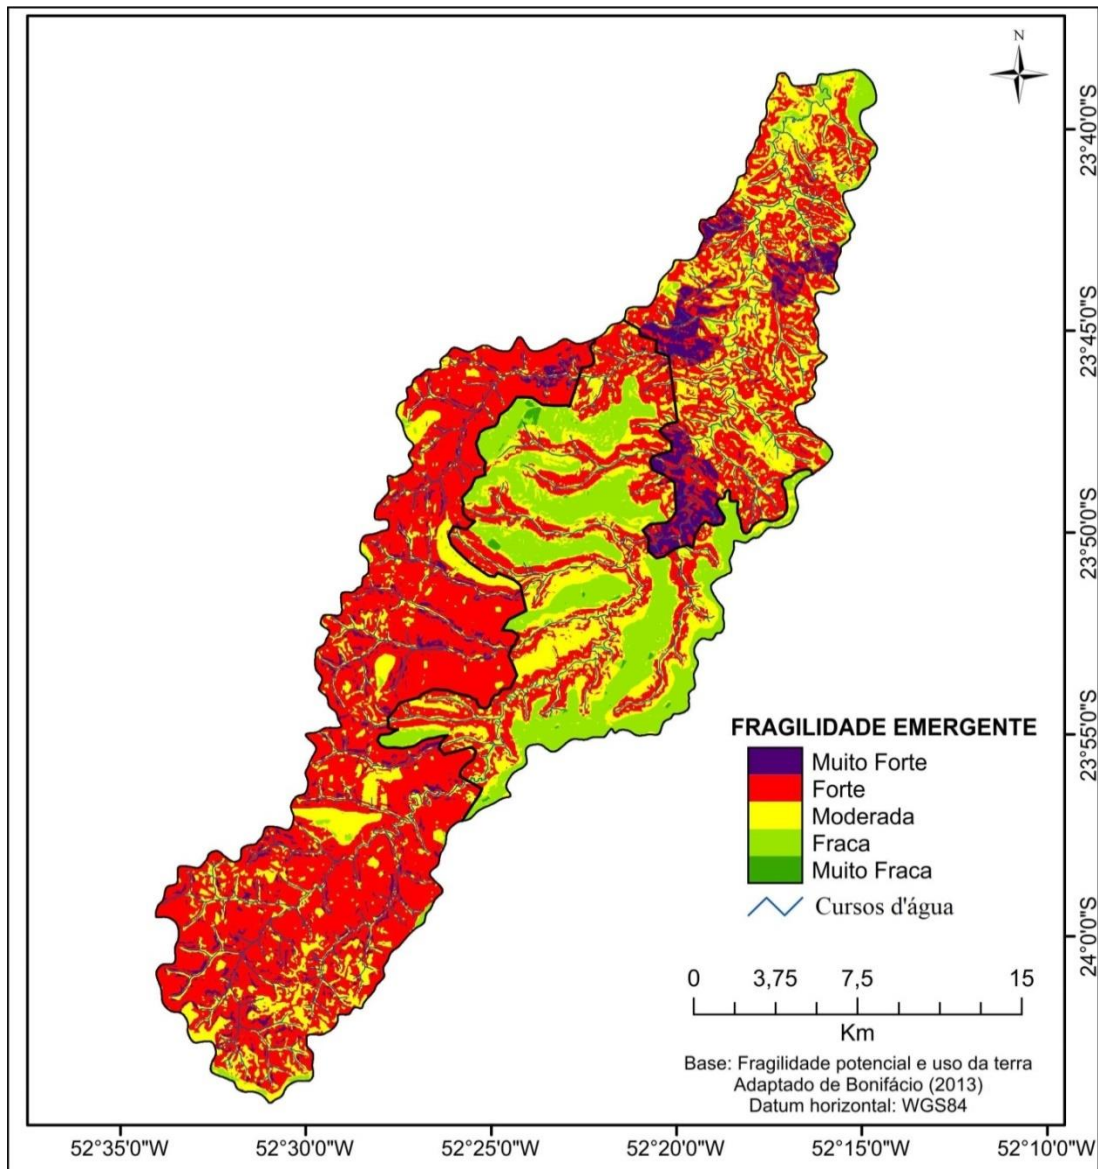 N
23°40'0"S
23°45'0"S
23°50'0"S
23°55'0"S
24°0'0"S
FRAGILIDADE EMERGENTE
Muito Forte
Forte
Moderada
Fraca
Muito Fraca
Cursos d'água
0 3,75 7,5 15
Km
Base: Fragilidade potencial e uso da terra
Adaptado de Bonifácio (2013)
Datum horizontal: WGS84
52°35'0"W 52°30'0"W 52°25'0"W 52°20'0"W 52°15'0"W 52°10'0"W